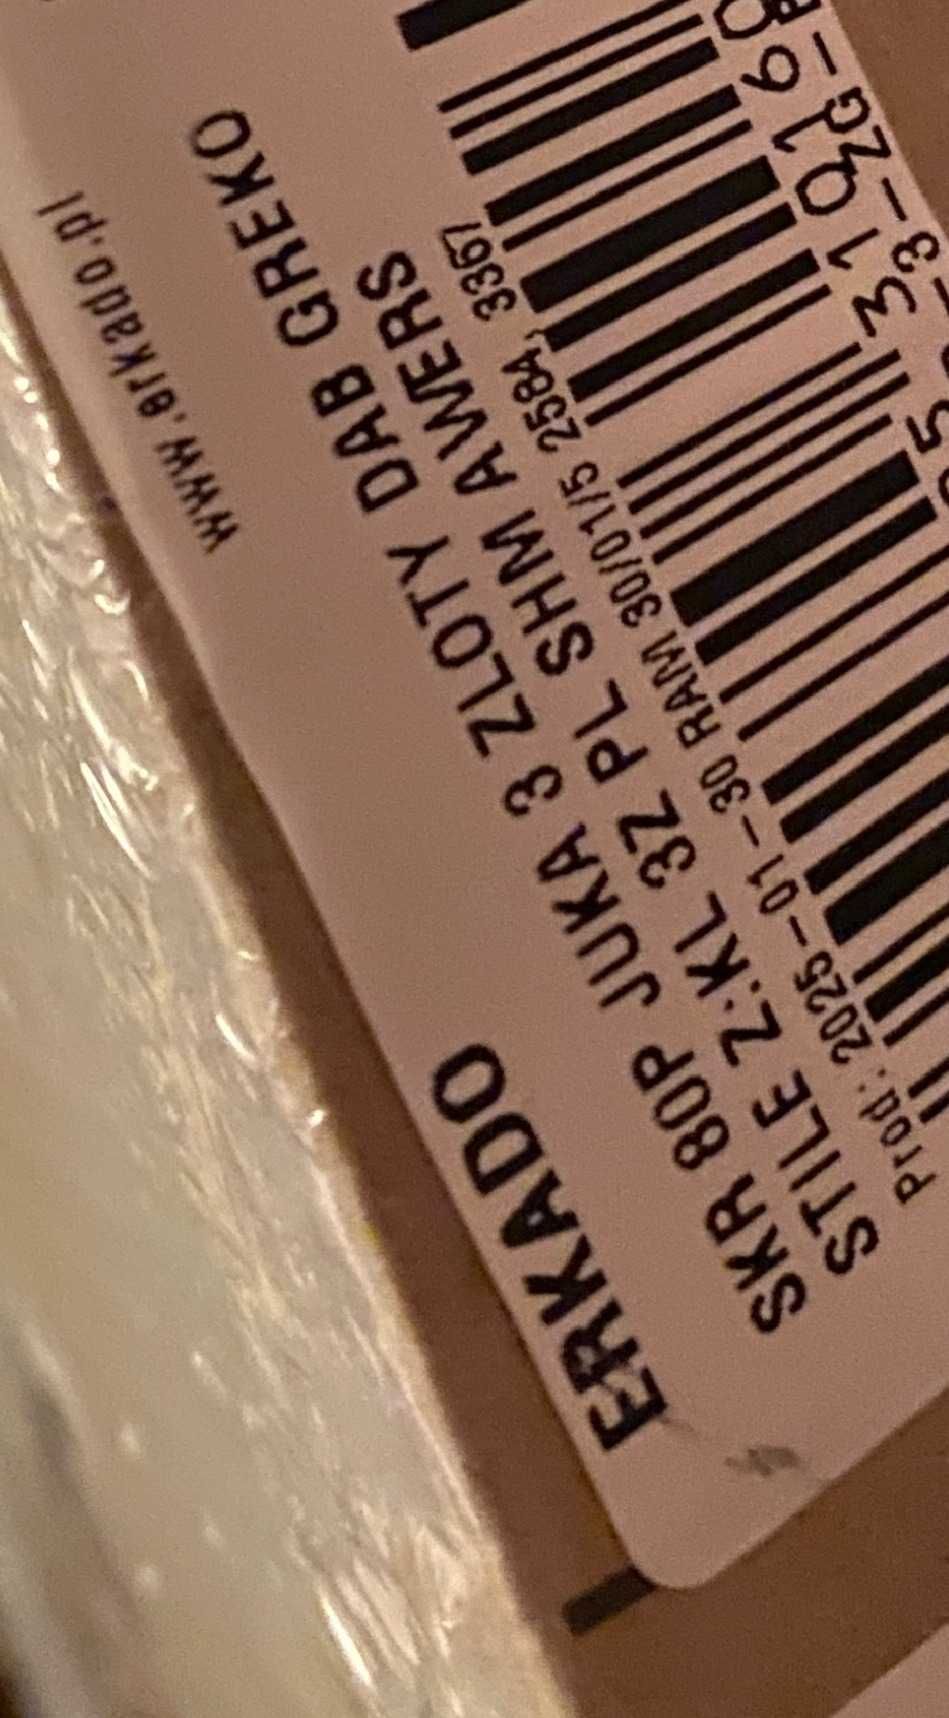 www.erkado.pl
ERKADO
SKR 80P JUKA 3 ZLOTY DAB GREKO
STILE Z.KL 3Z PL SHM AWERS
Prod.: 2025-01-30 RAM 30/01/5 2584, 3367